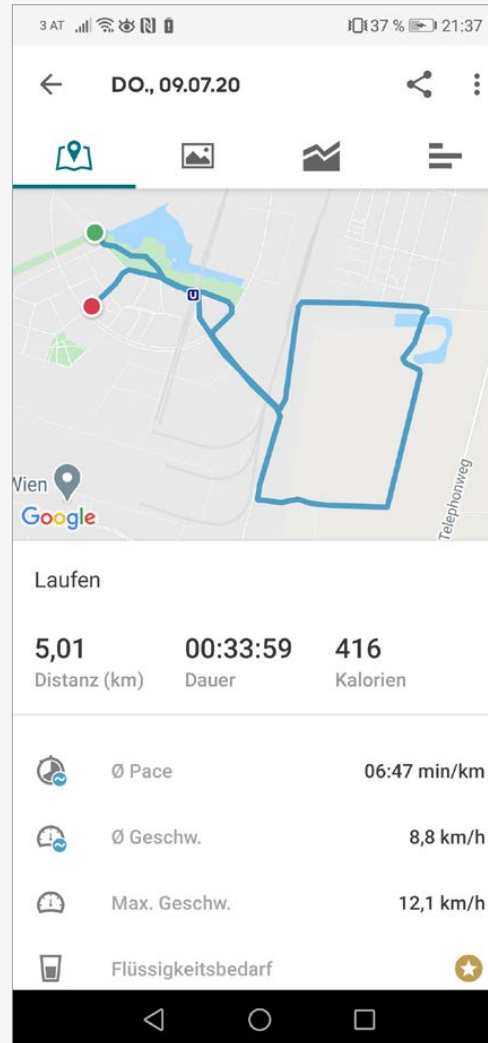 3 AT 37 % 21:37
DO., 09.07.20
U
Wien
Google
Telephonweg
Laufen
5,01 00:33:59 416
Distanz (km) Dauer Kalorien
Ø Pace 06:47 min/km
Ø Geschw. 8,8 km/h
Max. Geschw. 12,1 km/h
Flüssigkeitsbedarf